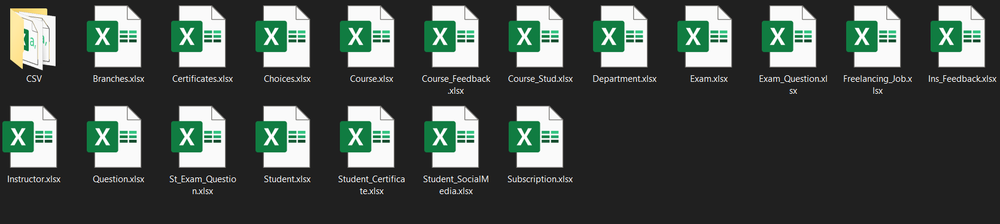 CSV
Branches.xlsx
Certificates.xlsx
Choices.xlsx
Course.xlsx
Course_Feedback
.xlsx
Course_Stud.xlsx
Department.xlsx
Exam.xlsx
Exam_Question.xl
sx
Freelancing_Job.x
lsx
Ins_Feedback.xlsx
Instructor.xlsx
Question.xlsx
St_Exam_Questio
n.xlsx
Student.xlsx
Student_Certifica
te.xlsx
Student_SocialM
edia.xlsx
Subscription.xlsx